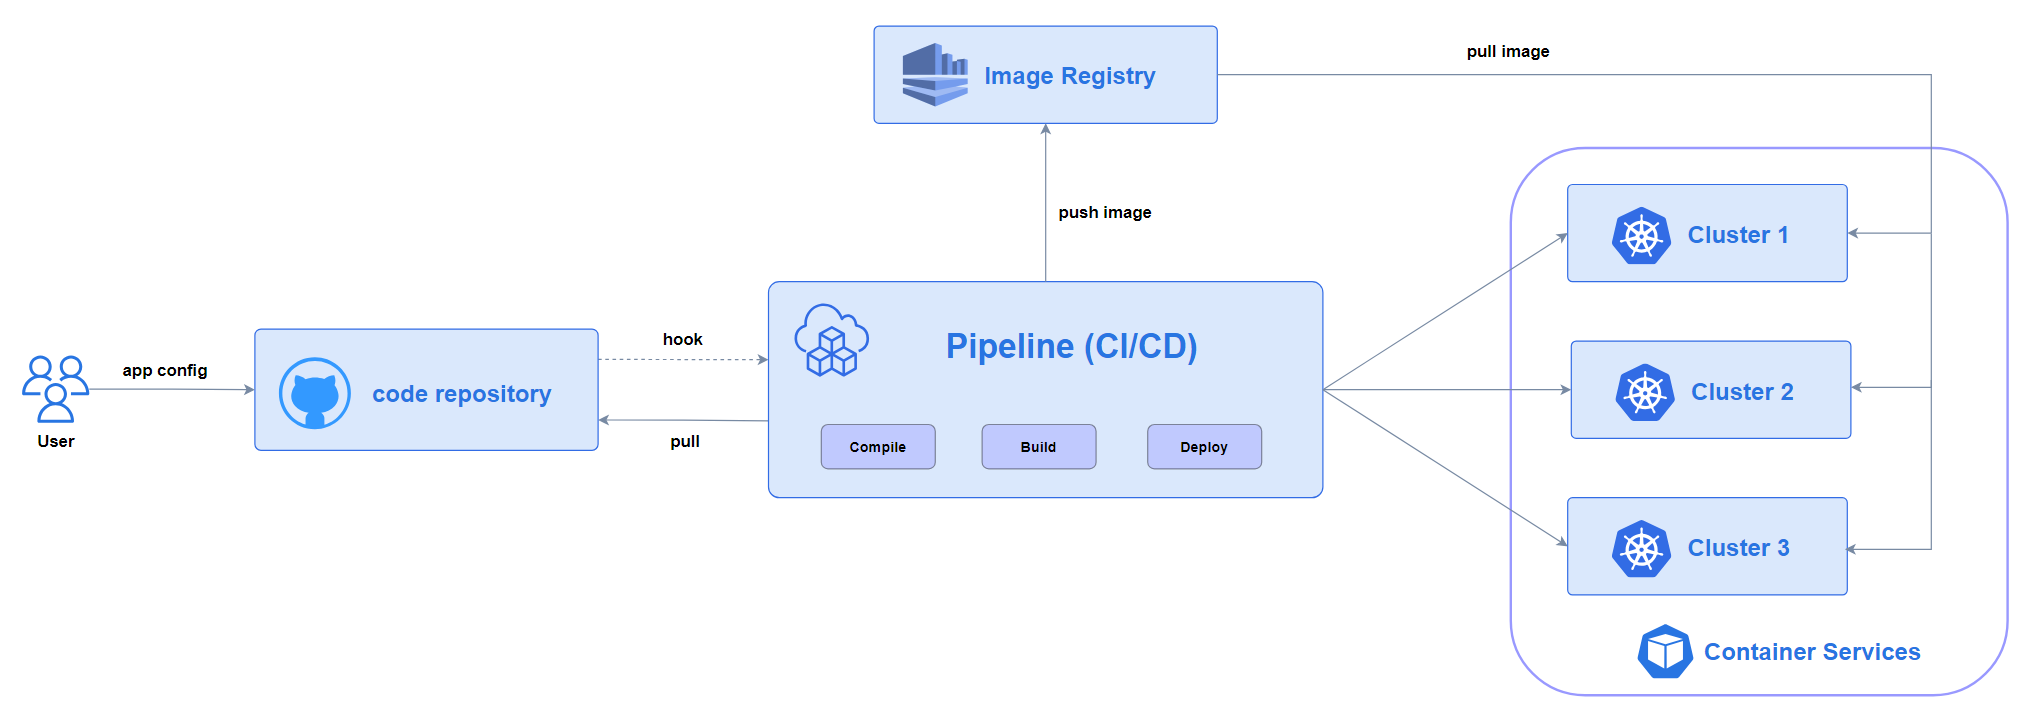 pull image
Image Registry
push image
Cluster 1
hook
Pipeline (CI/CD)
app config
code repository
Cluster 2
User
pull
Compile
Build
Deploy
Cluster 3
Container Services